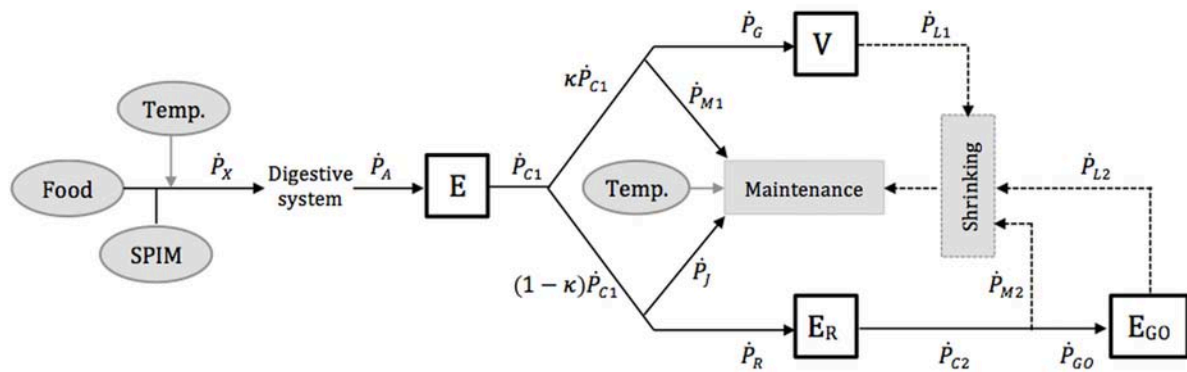 Temp.
Food
SPIM
Ṗ_X
Digestive
system
Ṗ_A
E
Ṗ_C1
κṖ_C1
(1 − κ)Ṗ_C1
Ṗ_G
Ṗ_M1
V
Ṗ_L1
Temp.
Maintenance
Shrinking
Ṗ_L2
Ṗ_J
Ṗ_R
E_R
Ṗ_C2
Ṗ_M2
Ṗ_GO
E_GO